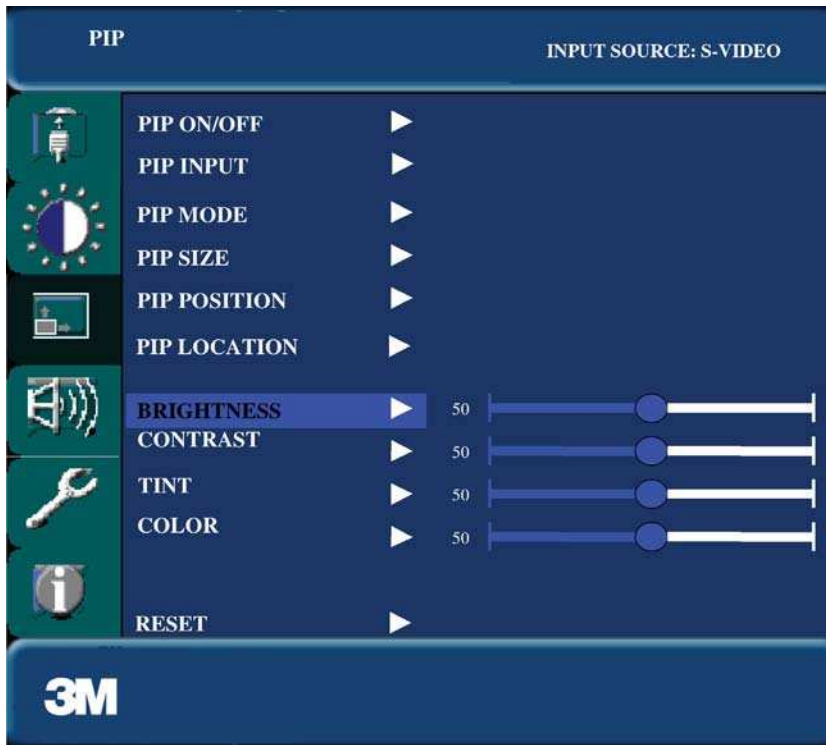 PIP
INPUT SOURCE: S-VIDEO
PIP ON/OFF
PIP INPUT
PIP MODE
PIP SIZE
PIP POSITION
PIP LOCATION
BRIGHTNESS 50
CONTRAST 50
TINT 50
COLOR 50
RESET
3M